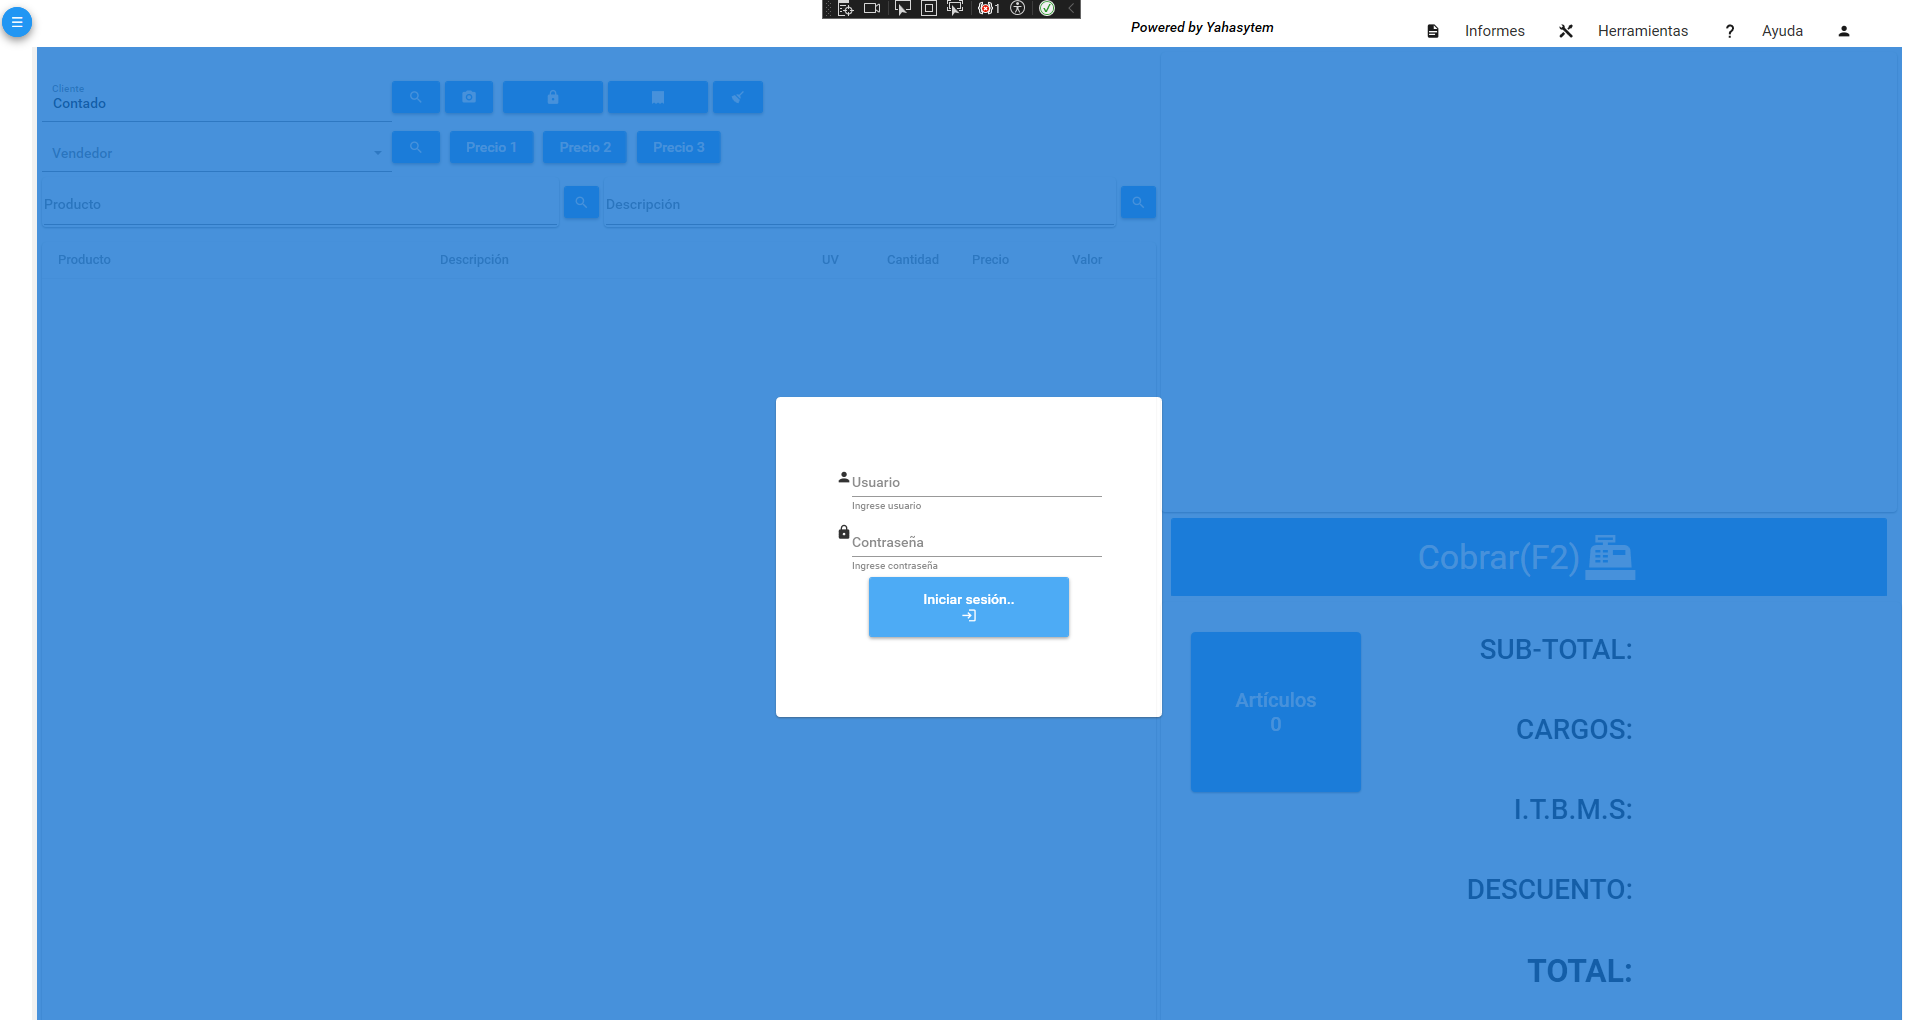 1
Powered by Yahasytem
Informes
Herramientas
? Ayuda
Cliente
Contado
Vendedor
Precio 1
Precio 2
Precio 3
Producto
Descripción
Producto Descripción UV Cantidad Precio Valor
Usuario
Ingrese usuario
Contraseña
Ingrese contraseña
Iniciar sesión..
Cobrar(F2)
Artículos
0
SUB-TOTAL:
CARGOS:
I.T.B.M.S:
DESCUENTO:
TOTAL: